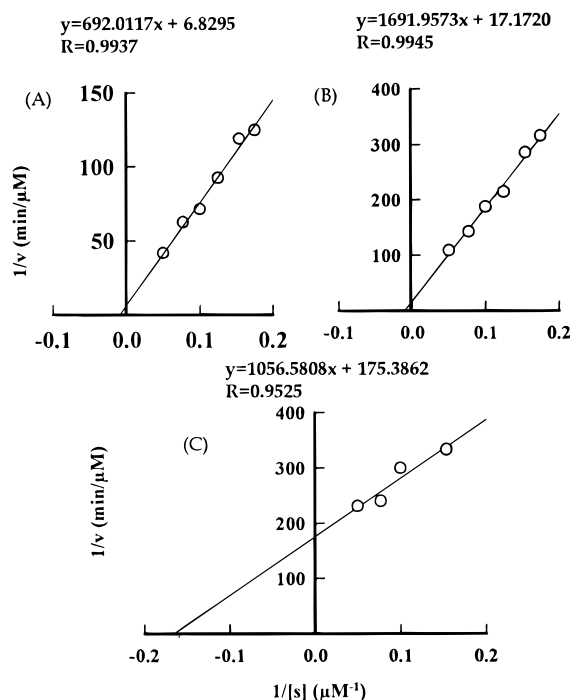 y=692.0117x + 6.8295
R=0.9937
y=1691.9573x + 17.1720
R=0.9945
(A)
150
100
50
-0.1
0.0
0.1
0.2
1/v (min/µM)
(B)
400
300
200
100
-0.1
0.0
0.1
0.2
y=1056.5808x + 175.3862
R=0.9525
(C)
400
300
200
100
-0.2
-0.1
0.0
0.1
0.2
1/v (min/µM)
1/[s] (µM⁻¹)